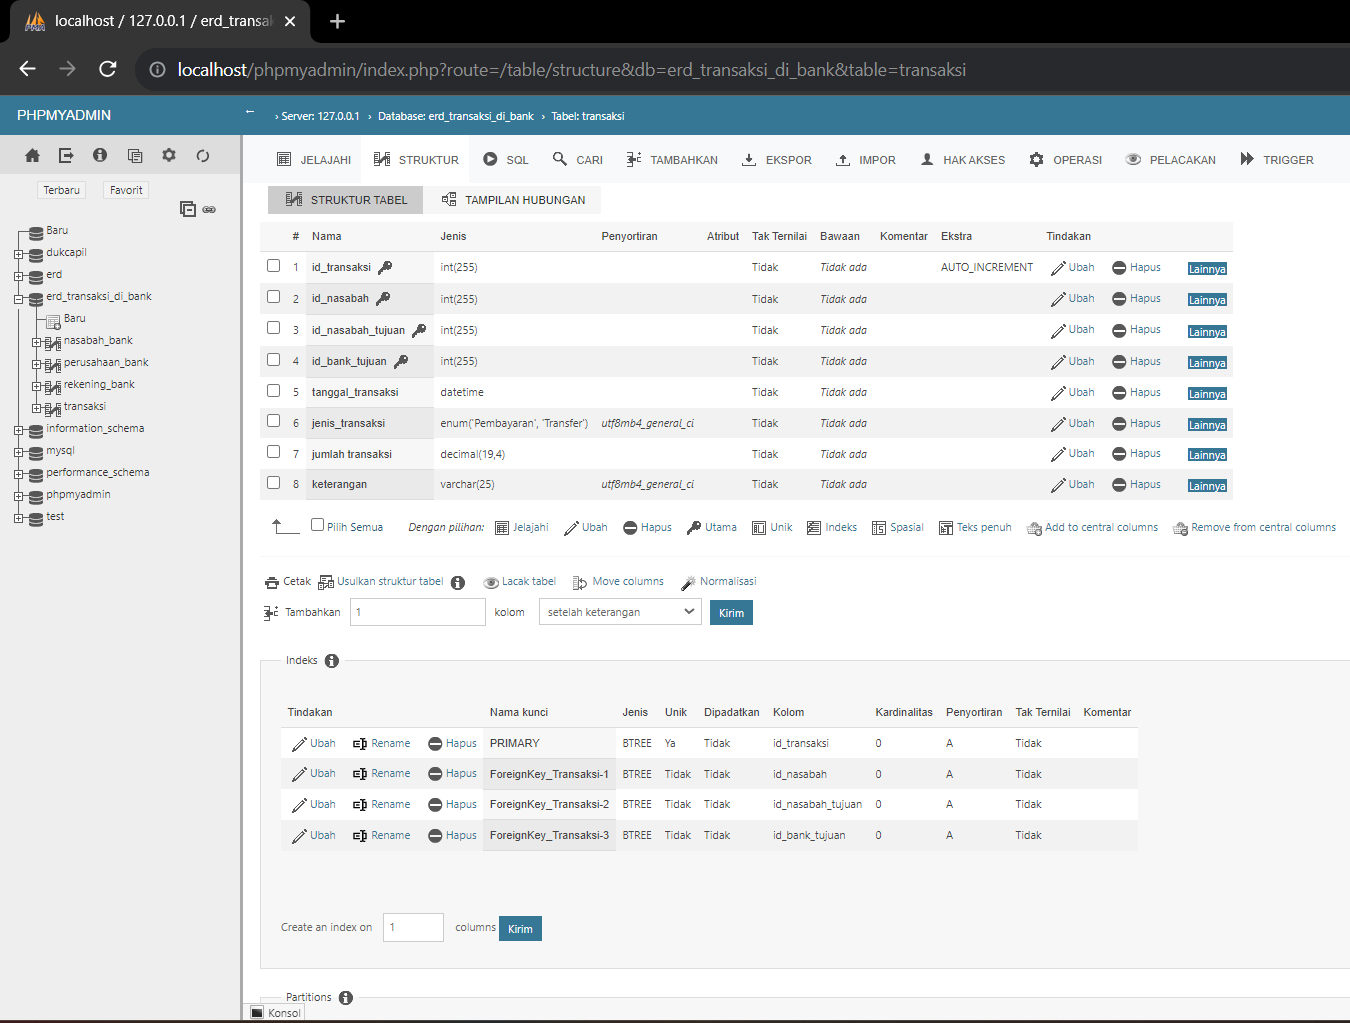 localhost / 127.0.0.1 / erd_transak
localhost/phpmyadmin/index.php?route=/table/structure&db=erd_transaksi_di_bank&table=transaksi
PHPMYADMIN
Terbaru Favorit
Baru
dukcapil
erd
erd_transaksi_di_bank
Baru
nasabah_bank
perusahaan_bank
rekening_bank
transaksi
information_schema
mysql
performance_schema
phpmyadmin
test
← › Server: 127.0.0.1 › Database: erd_transaksi_di_bank › Tabel: transaksi
JELAJAHI STRUKTUR SQL CARI TAMBAHKAN EKSPOR IMPOR HAK AKSES OPERASI PELACAKAN TRIGGER
STRUKTUR TABEL TAMPILAN HUBUNGAN
# Nama Jenis Penyortiran Atribut Tak Ternilai Bawaan Komentar Ekstra Tindakan
1 id_transaksi int(255) Tidak Tidak ada AUTO_INCREMENT Ubah Hapus Lainnya
2 id_nasabah int(255) Tidak Tidak ada Ubah Hapus Lainnya
3 id_nasabah_tujuan int(255) Tidak Tidak ada Ubah Hapus Lainnya
4 id_bank_tujuan int(255) Tidak Tidak ada Ubah Hapus Lainnya
5 tanggal_transaksi datetime Tidak Tidak ada Ubah Hapus Lainnya
6 jenis_transaksi enum('Pembayaran', 'Transfer') utf8mb4_general_ci Tidak Tidak ada Ubah Hapus Lainnya
7 jumlah transaksi decimal(19,4) Tidak Tidak ada Ubah Hapus Lainnya
8 keterangan varchar(25) utf8mb4_general_ci Tidak Tidak ada Ubah Hapus Lainnya
Pilih Semua Dengan pilihan: Jelajahi Ubah Hapus Utama Unik Indeks Spasial Teks penuh Add to central columns Remove from central columns
Cetak Usulkan struktur tabel Lacak tabel Move columns Normalisasi
Tambahkan 1 kolom setelah keterangan Kirim
Indeks
Tindakan Nama kunci Jenis Unik Dipadatkan Kolom Kardinalitas Penyortiran Tak Ternilai Komentar
Ubah Rename Hapus PRIMARY BTREE Ya Tidak id_transaksi 0 A Tidak
Ubah Rename Hapus ForeignKey_Transaksi-1 BTREE Tidak Tidak id_nasabah 0 A Tidak
Ubah Rename Hapus ForeignKey_Transaksi-2 BTREE Tidak Tidak id_nasabah_tujuan 0 A Tidak
Ubah Rename Hapus ForeignKey_Transaksi-3 BTREE Tidak Tidak id_bank_tujuan 0 A Tidak
Create an index on 1 columns Kirim
Partitions
Konsol